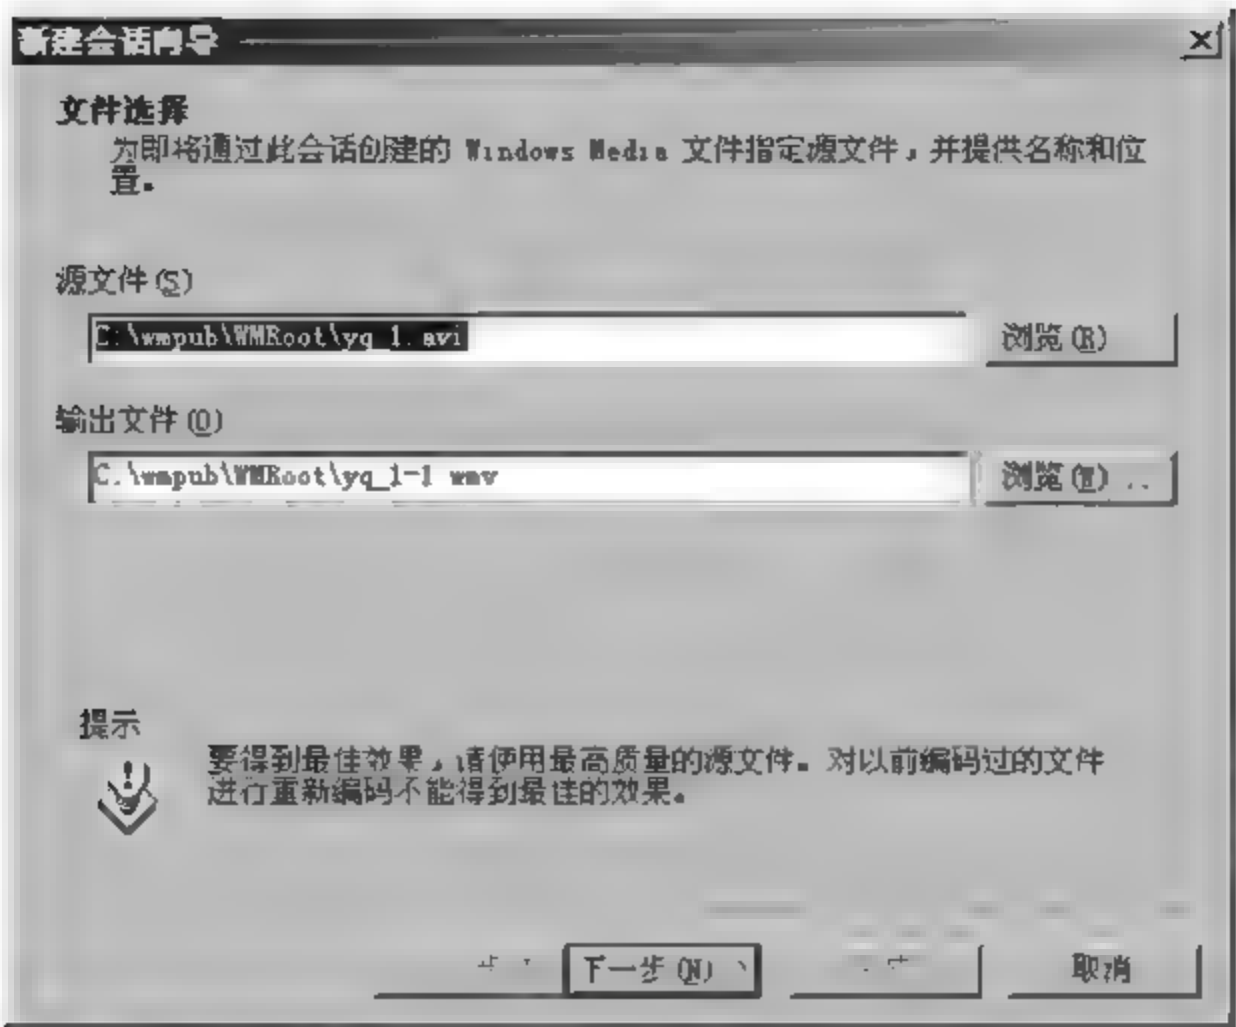 新建会话向导
文件选择
为即将通过此会话创建的 Windows Media 文件指定源文件，并提供名称和位
置。
源文件(S)
C:\wmpub\WMRoot\yq_1.avi
浏览(R)
输出文件(O)
C:\wmpub\WMRoot\yq_1-1 wmv
浏览(W)..
提示
要得到最佳效果，请使用最高质量的源文件。对以前编码过的文件
进行重新编码不能得到最佳的效果。
下一步(N)
取消